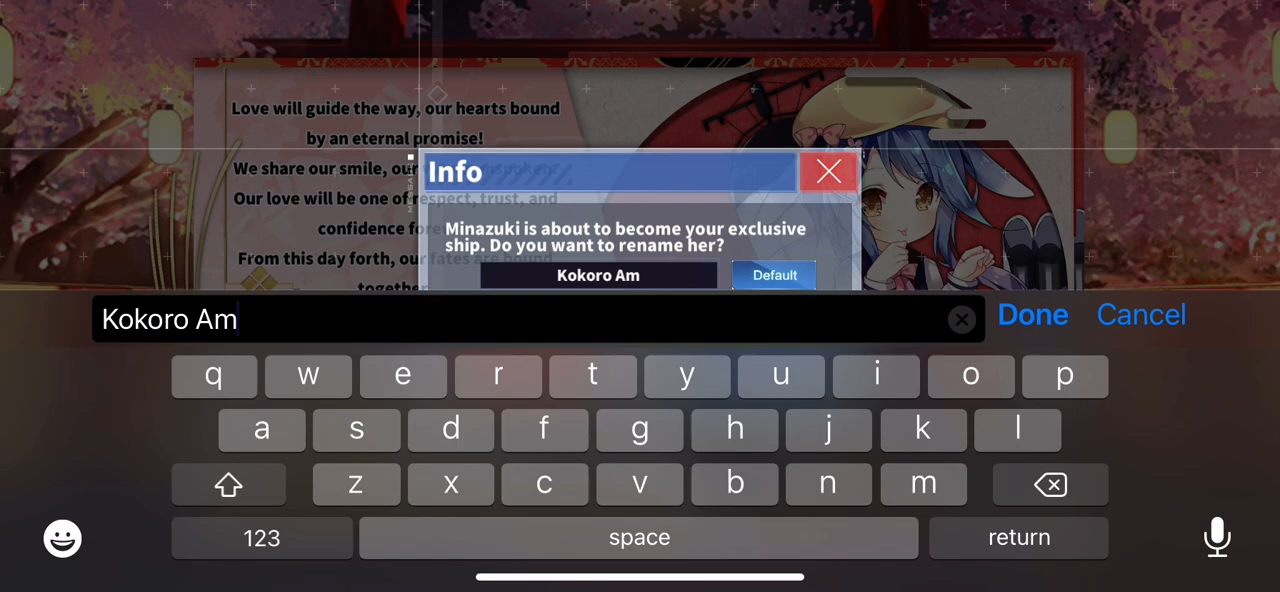 Love will guide the way, our hearts bound
by an eternal promise!
We share our smile, our unspoken
Our love will be one of respect, trust, and
confidence
From this day forth, our fates are bound
together
Info
Minazuki is about to become your exclusive
ship. Do you want to rename her?
Kokoro Am
Default
Kokoro Am
Done
Cancel
q w e r t y u i o p
a s d f g h j k l
z x c v b n m
123
space
return